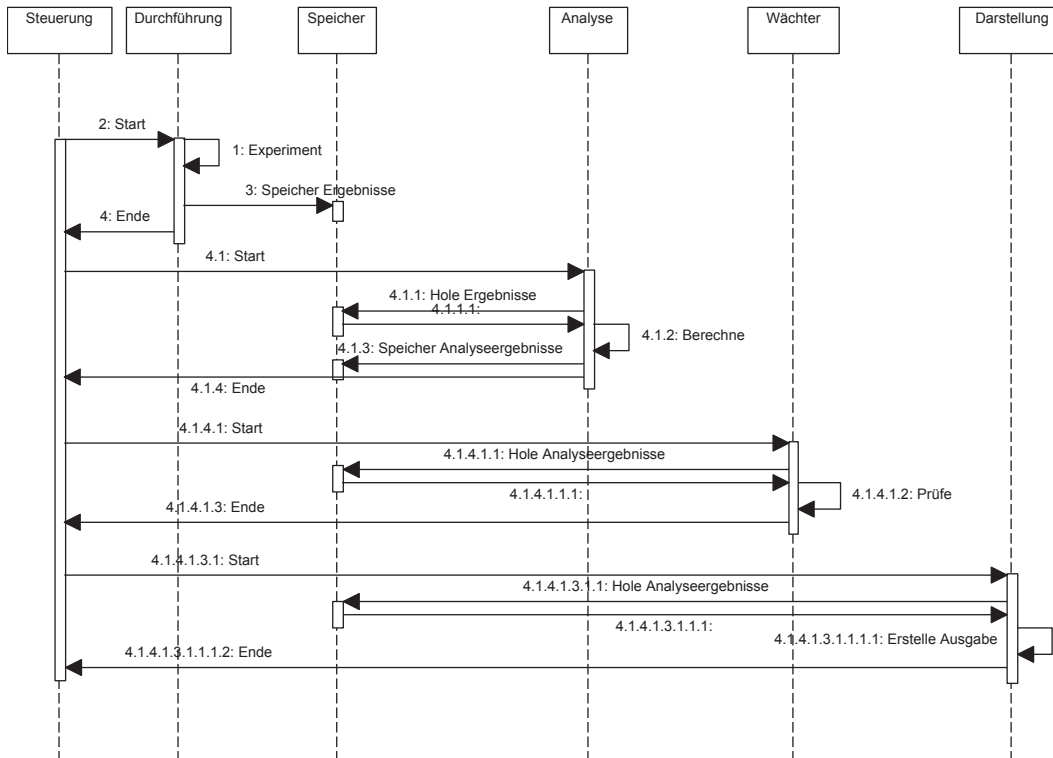 Steuerung
Durchführung
Speicher
Analyse
Wächter
Darstellung
2: Start
1: Experiment
3: Speicher Ergebnisse
4: Ende
4.1: Start
4.1.1: Hole Ergebnisse
4.1.1.1:
4.1.2: Berechne
4.1.3: Speicher Analyseergebnisse
4.1.4: Ende
4.1.4.1: Start
4.1.4.1.1: Hole Analyseergebnisse
4.1.4.1.1.1:
4.1.4.1.2: Prüfe
4.1.4.1.3: Ende
4.1.4.1.3.1: Start
4.1.4.1.3.1.1: Hole Analyseergebnisse
4.1.4.1.3.1.1.1:
4.1.4.1.3.1.1.1.1: Erstelle Ausgabe
4.1.4.1.3.1.1.1.2: Ende